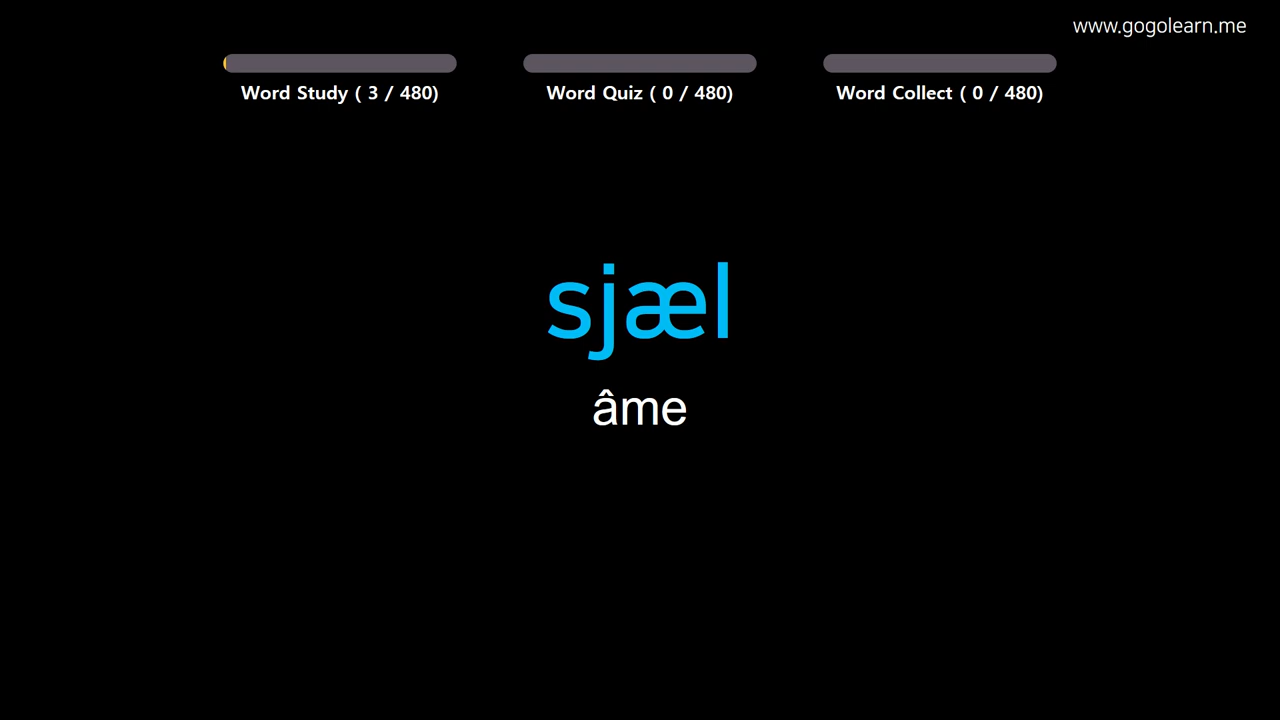 www.gogolearn.me
Word Study ( 3 / 480)
Word Quiz ( 0 / 480)
Word Collect ( 0 / 480)
sjæl
âme